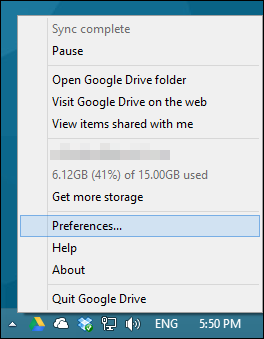 Sync complete
Pause
Open Google Drive folder
Visit Google Drive on the web
View items shared with me
6.12GB (41%) of 15.00GB used
Get more storage
Preferences...
Help
About
Quit Google Drive
ENG 5:50 PM